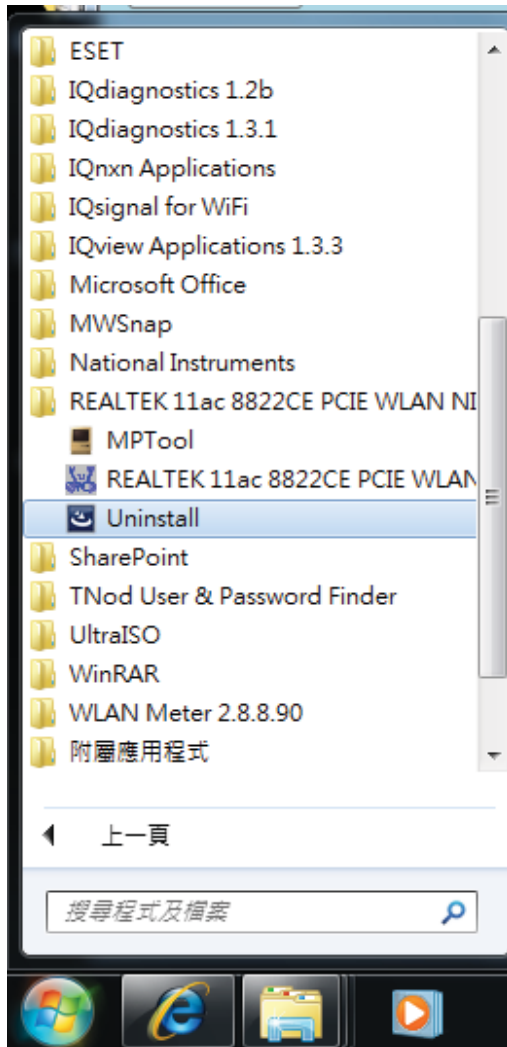 ESET
IQdiagnostics 1.2b
IQdiagnostics 1.3.1
IQnxn Applications
IQsignal for WiFi
IQview Applications 1.3.3
Microsoft Office
MWSnap
National Instruments
REALTEK 11ac 8822CE PCIE WLAN NI
MPTool
REALTEK 11ac 8822CE PCIE WLAN
Uninstall
SharePoint
TNod User & Password Finder
UltraISO
WinRAR
WLAN Meter 2.8.8.90
附屬應用程式
上一頁
搜尋程式及檔案